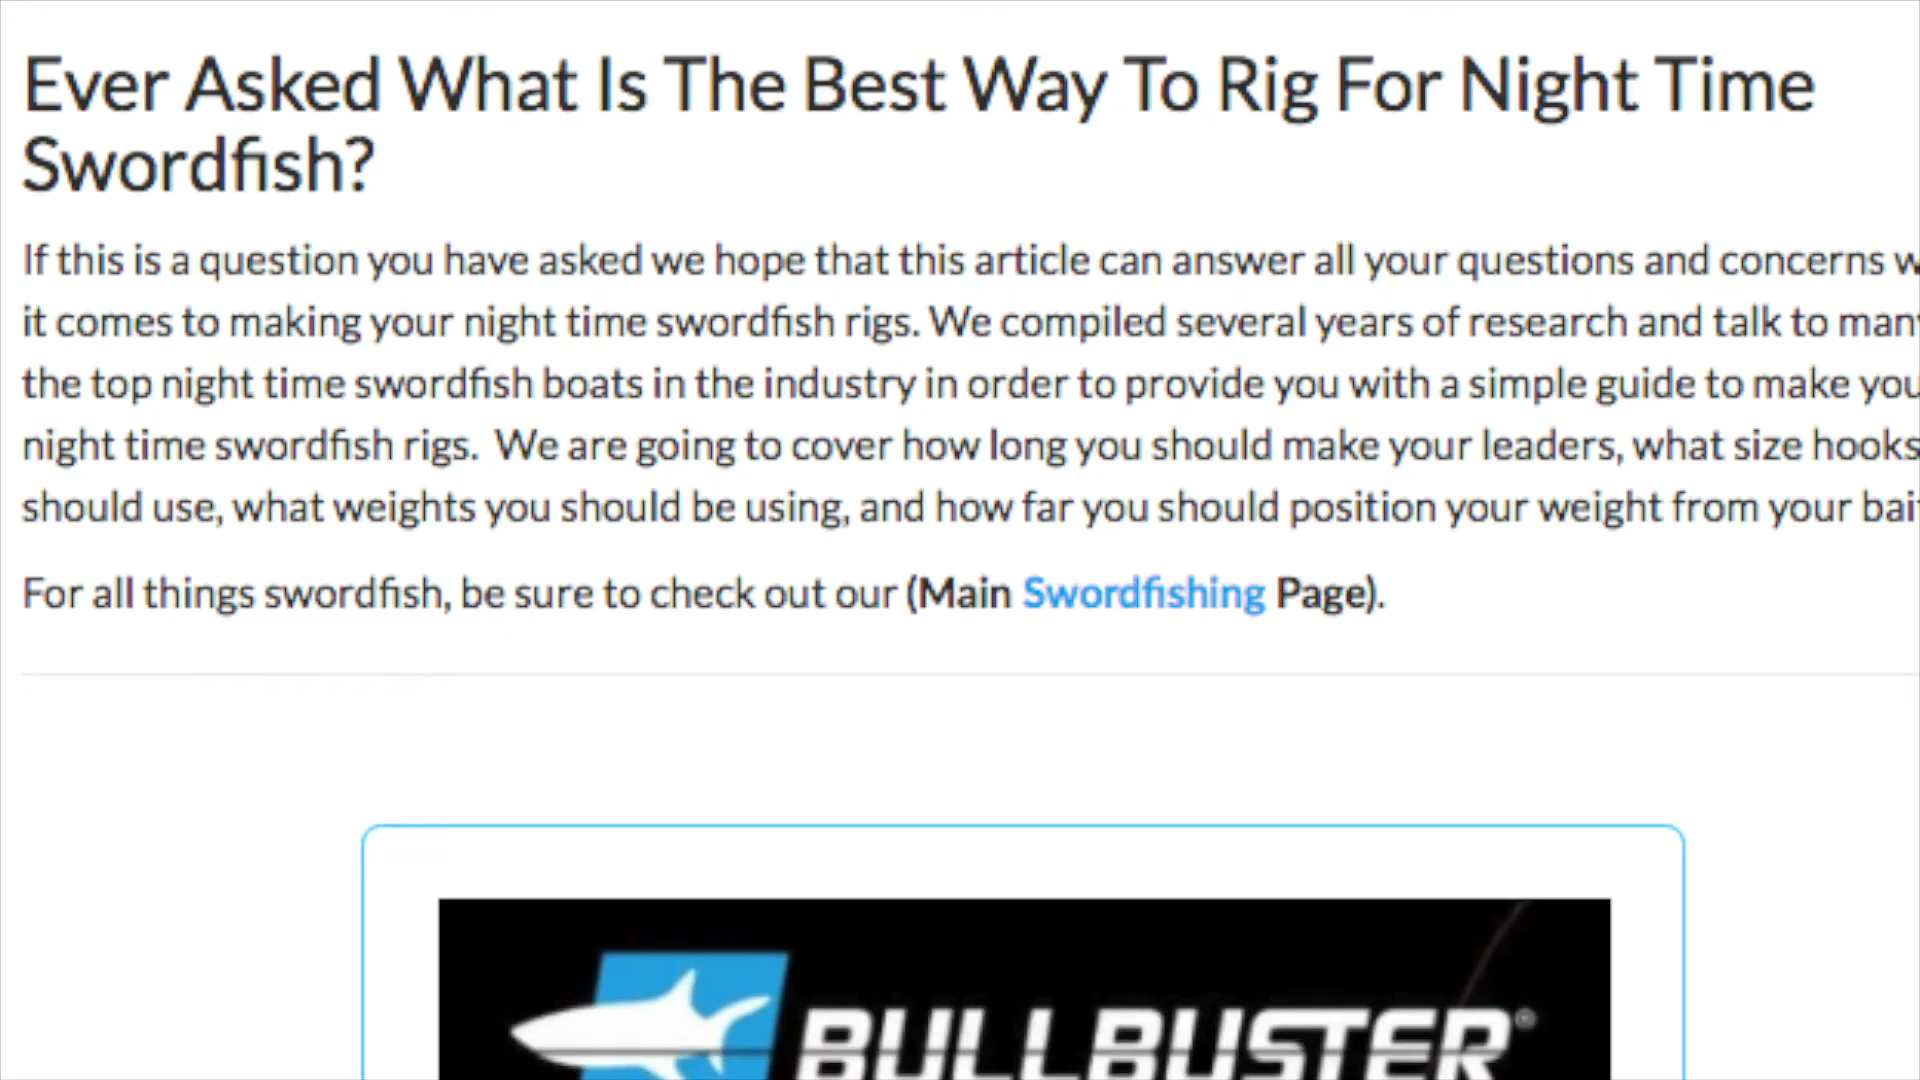 Ever Asked What Is The Best Way To Rig For Night Time
Swordfish?
If this is a question you have asked we hope that this article can answer all your questions and concerns
it comes to making your night time swordfish rigs. We compiled several years of research and talk to
the top night time swordfish boats in the industry in order to provide you with a simple guide to make
night time swordfish rigs. We are going to cover how long you should make your leaders, what size hooks
should use, what weights you should be using, and how far you should position your weight from your
For all things swordfish, be sure to check out our (Main Swordfishing Page).
BULLBUSTER®